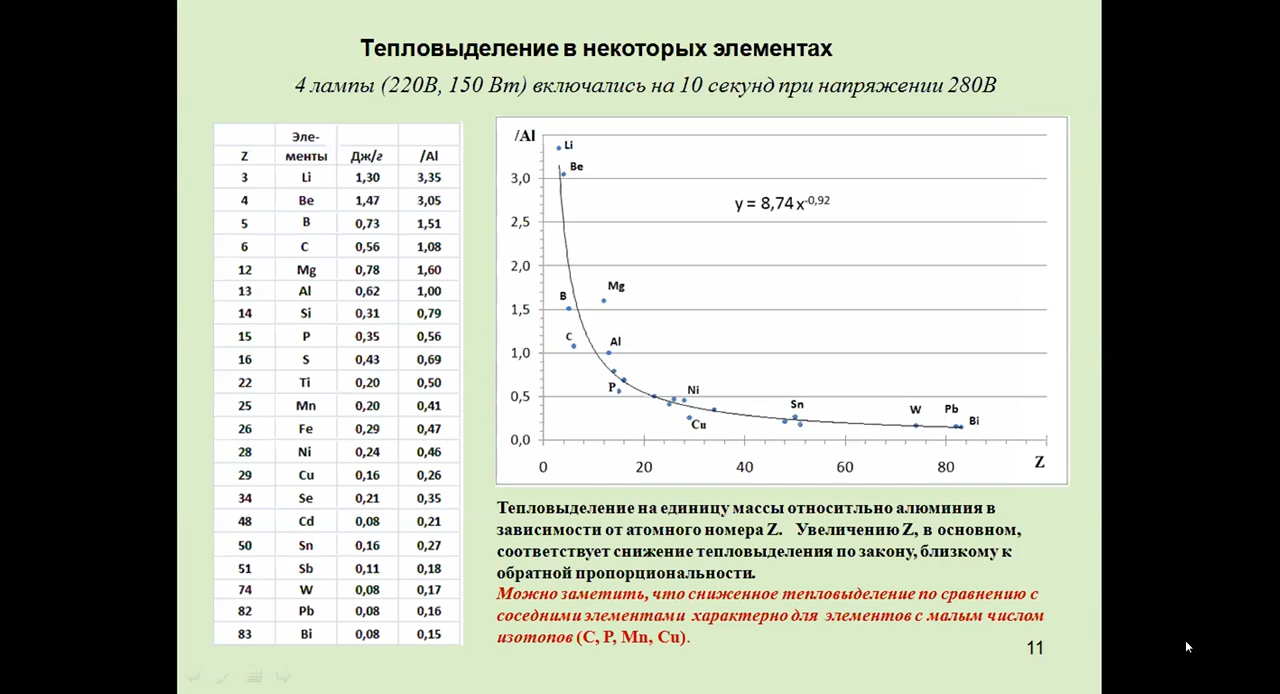 Тепловыделение в некоторых элементах
4 лампы (220В, 150 Вт) включались на 10 секунд при напряжении 280В
Эле-
Z менты Дж/г /Al
3 Li 1,30 3,35
4 Be 1,47 3,05
5 B 0,73 1,51
6 C 0,56 1,08
12 Mg 0,78 1,60
13 Al 0,62 1,00
14 Si 0,31 0,79
15 P 0,35 0,56
16 S 0,43 0,69
22 Ti 0,20 0,50
25 Mn 0,20 0,41
26 Fe 0,29 0,47
28 Ni 0,24 0,46
29 Cu 0,16 0,26
34 Se 0,21 0,35
48 Cd 0,08 0,21
50 Sn 0,16 0,27
51 Sb 0,11 0,18
74 W 0,08 0,17
82 Pb 0,08 0,16
83 Bi 0,08 0,15
/Al
Li
Be
3,0
y = 8,74x-0,92
2,5
2,0
Mg
B
1,5
C
Al
1,0
P
Ni
0,5
Sn
W
Pb
Cu
Bi
0,0
0 20 40 60 80 Z
Тепловыделение на единицу массы относитльно алюминия в
зависимости от атомного номера Z. Увеличению Z, в основном,
соответствует снижение тепловыделения по закону, близкому к
обратной пропорциональности.
Можно заметить, что сниженное тепловыделение по сравнению с
соседними элементами характерно для элементов с малым числом
изотопов (C, P, Mn, Cu).
11